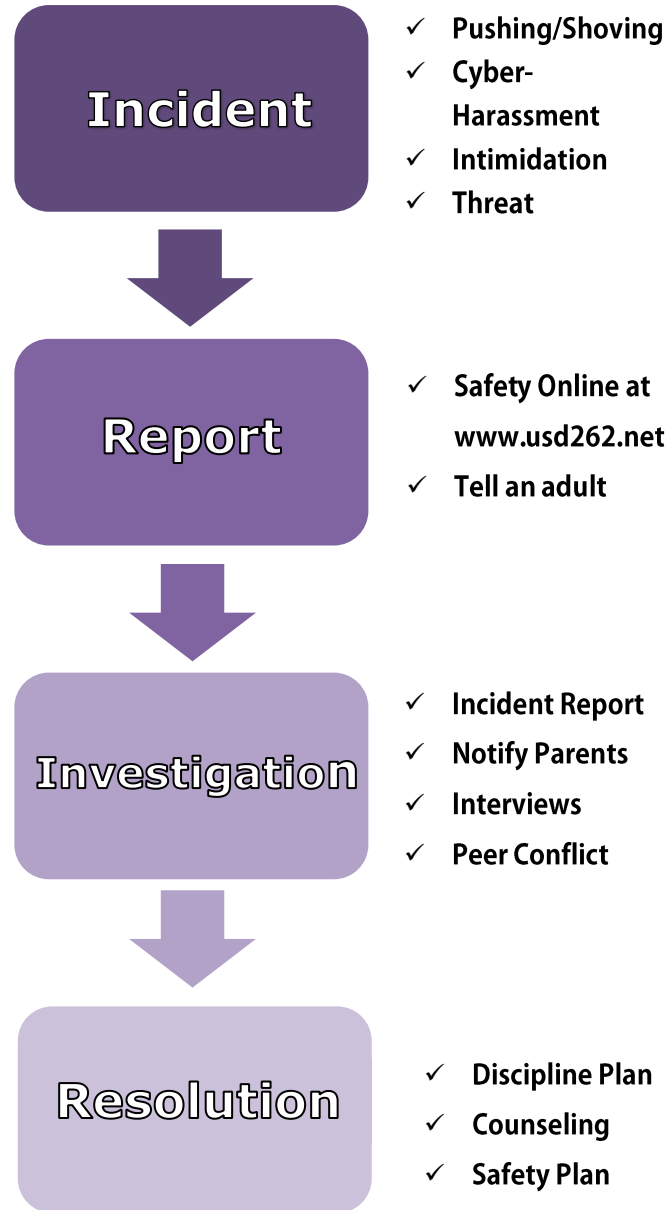 Incident
✓ Pushing/Shoving
✓ Cyber-
Harassment
✓ Intimidation
✓ Threat
Report
✓ Safety Online at
www.usd262.net
✓ Tell an adult
Investigation
✓ Incident Report
✓ Notify Parents
✓ Interviews
✓ Peer Conflict
Resolution
✓ Discipline Plan
✓ Counseling
✓ Safety Plan